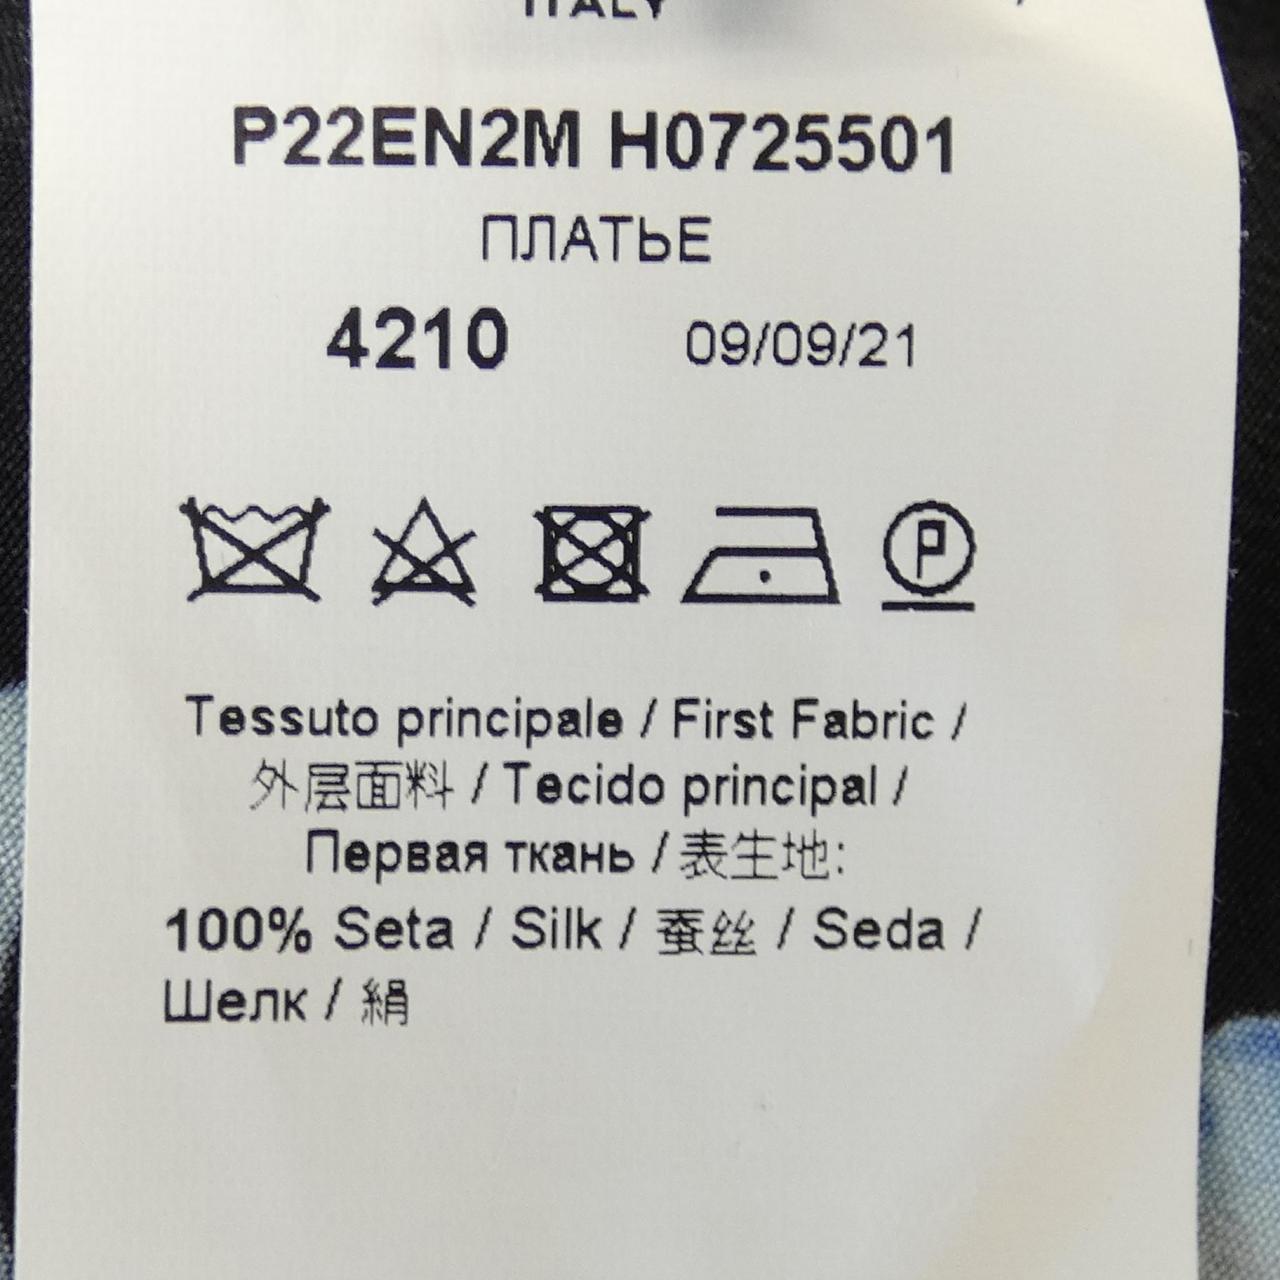 ITALY
P22EN2M H0725501
ПЛАТЬЕ
4210 09/09/21
P
Tessuto principale / First Fabric /
外层面料 / Tecido principal /
Первая ткань / 表生地:
100% Seta / Silk / 蚕丝 / Seda /
Шелк / 絹